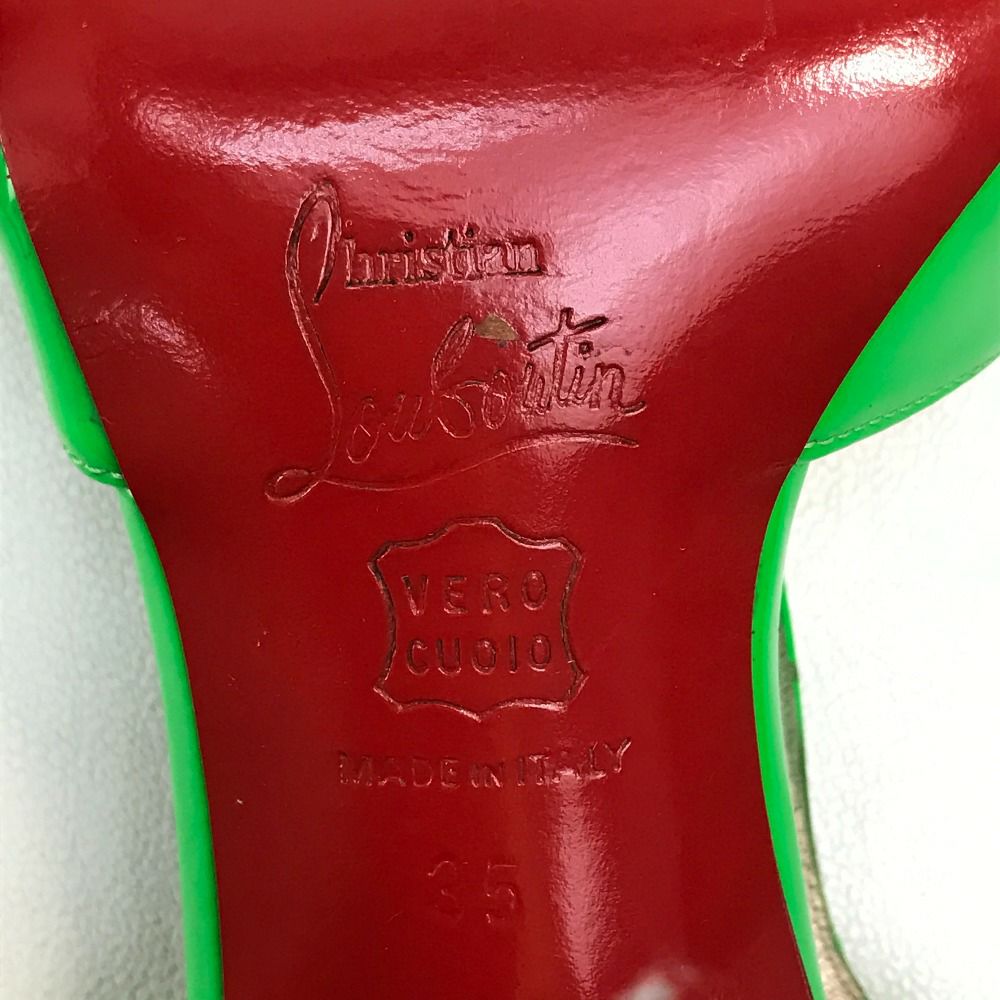 Christian
Louboutin
VERO
CUOIO
MADE IN ITALY
35